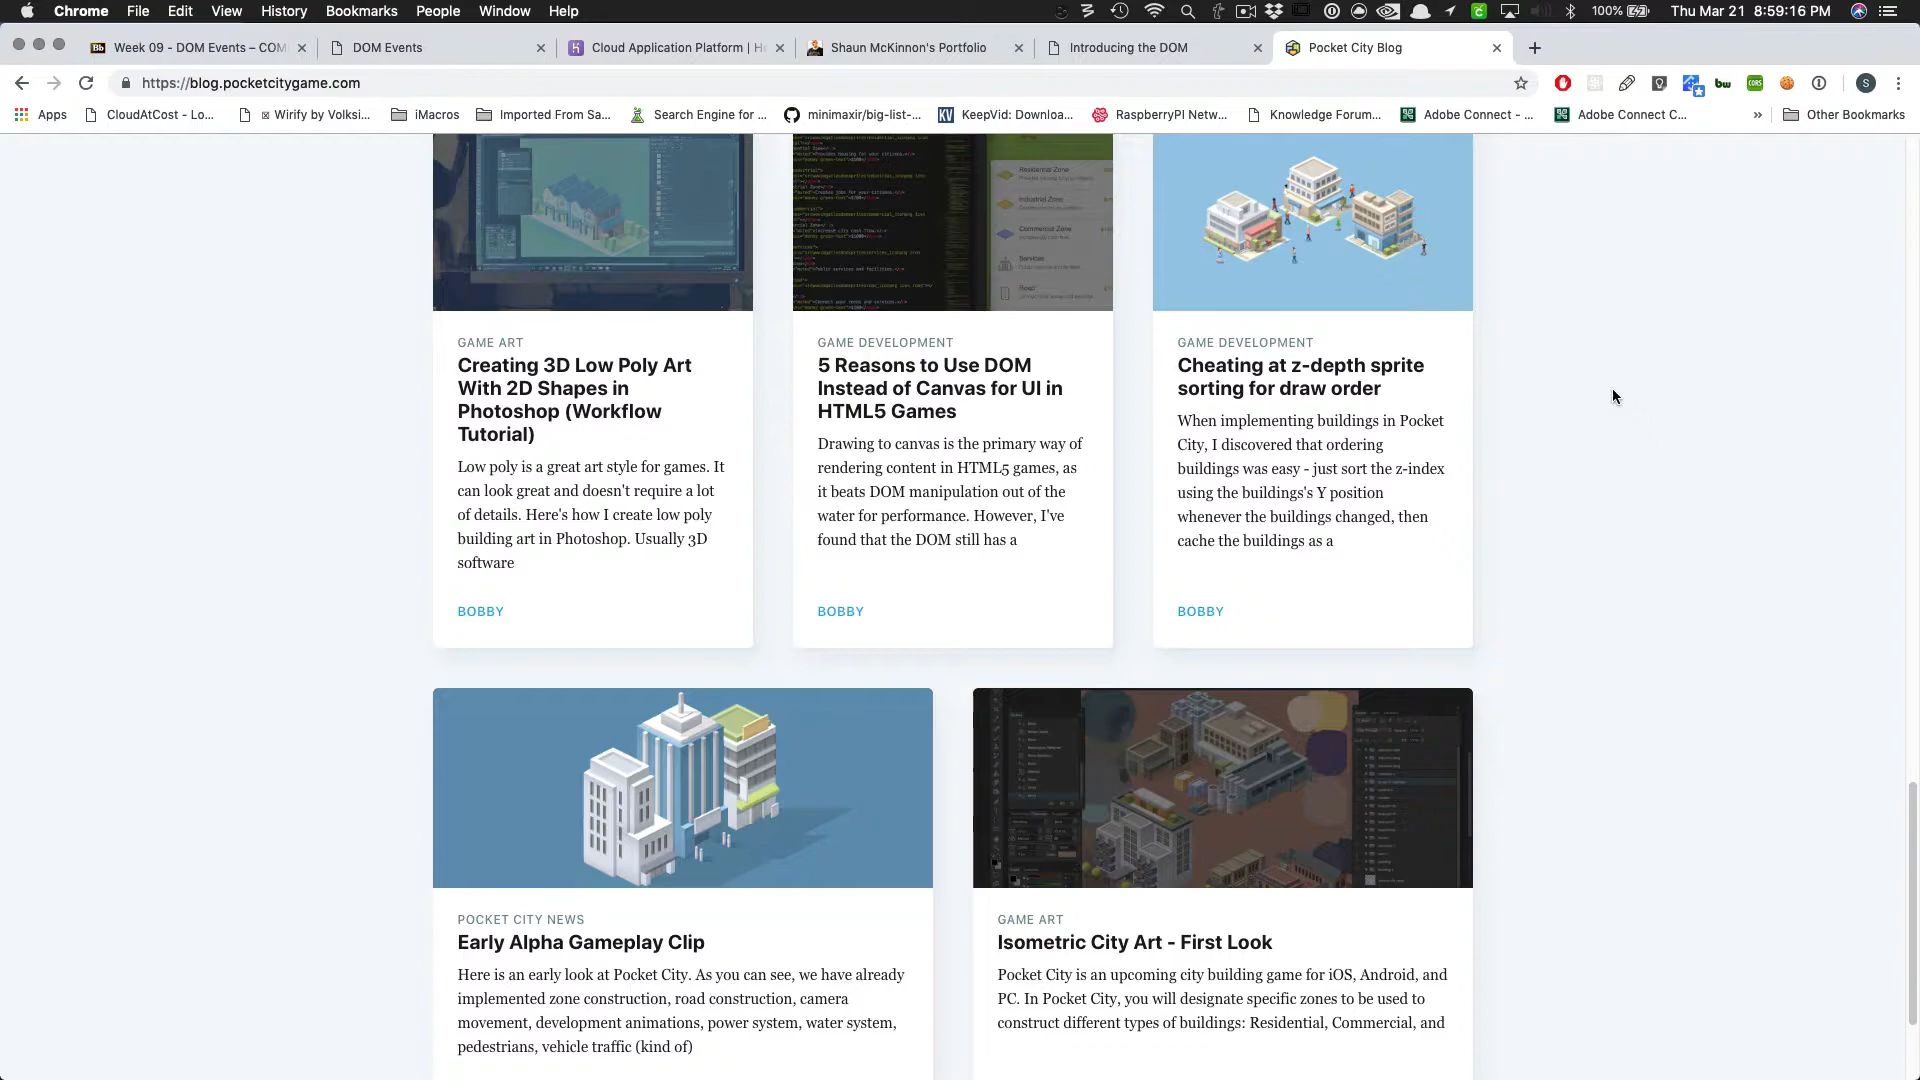 Chrome File Edit View History Bookmarks People Window Help 100% Thu Mar 21 8:59:16 PM
Week 09 - DOM Events – COM DOM Events Cloud Application Platform | H Shaun McKinnon's Portfolio Introducing the DOM Pocket City Blog
https://blog.pocketcitygame.com
Apps CloudAtCost - Lo... Wirify by Volksi... iMacros Imported From Sa... Search Engine for ... minimaxir/big-list-... KeepVid: Downloa... RaspberryPI Netw... Knowledge Forum... Adobe Connect - ... Adobe Connect C... » Other Bookmarks
Residential Zone
Industrial Zone
Commercial Zone
Services
Road
GAME ART
Creating 3D Low Poly Art
With 2D Shapes in
Photoshop (Workflow
Tutorial)
Low poly is a great art style for games. It
can look great and doesn't require a lot
of details. Here's how I create low poly
building art in Photoshop. Usually 3D
software
BOBBY
GAME DEVELOPMENT
5 Reasons to Use DOM
Instead of Canvas for UI in
HTML5 Games
Drawing to canvas is the primary way of
rendering content in HTML5 games, as
it beats DOM manipulation out of the
water for performance. However, I've
found that the DOM still has a
BOBBY
GAME DEVELOPMENT
Cheating at z-depth sprite
sorting for draw order
When implementing buildings in Pocket
City, I discovered that ordering
buildings was easy - just sort the z-index
using the buildings's Y position
whenever the buildings changed, then
cache the buildings as a
BOBBY
POCKET CITY NEWS
Early Alpha Gameplay Clip
Here is an early look at Pocket City. As you can see, we have already
implemented zone construction, road construction, camera
movement, development animations, power system, water system,
pedestrians, vehicle traffic (kind of)
GAME ART
Isometric City Art - First Look
Pocket City is an upcoming city building game for iOS, Android, and
PC. In Pocket City, you will designate specific zones to be used to
construct different types of buildings: Residential, Commercial, and